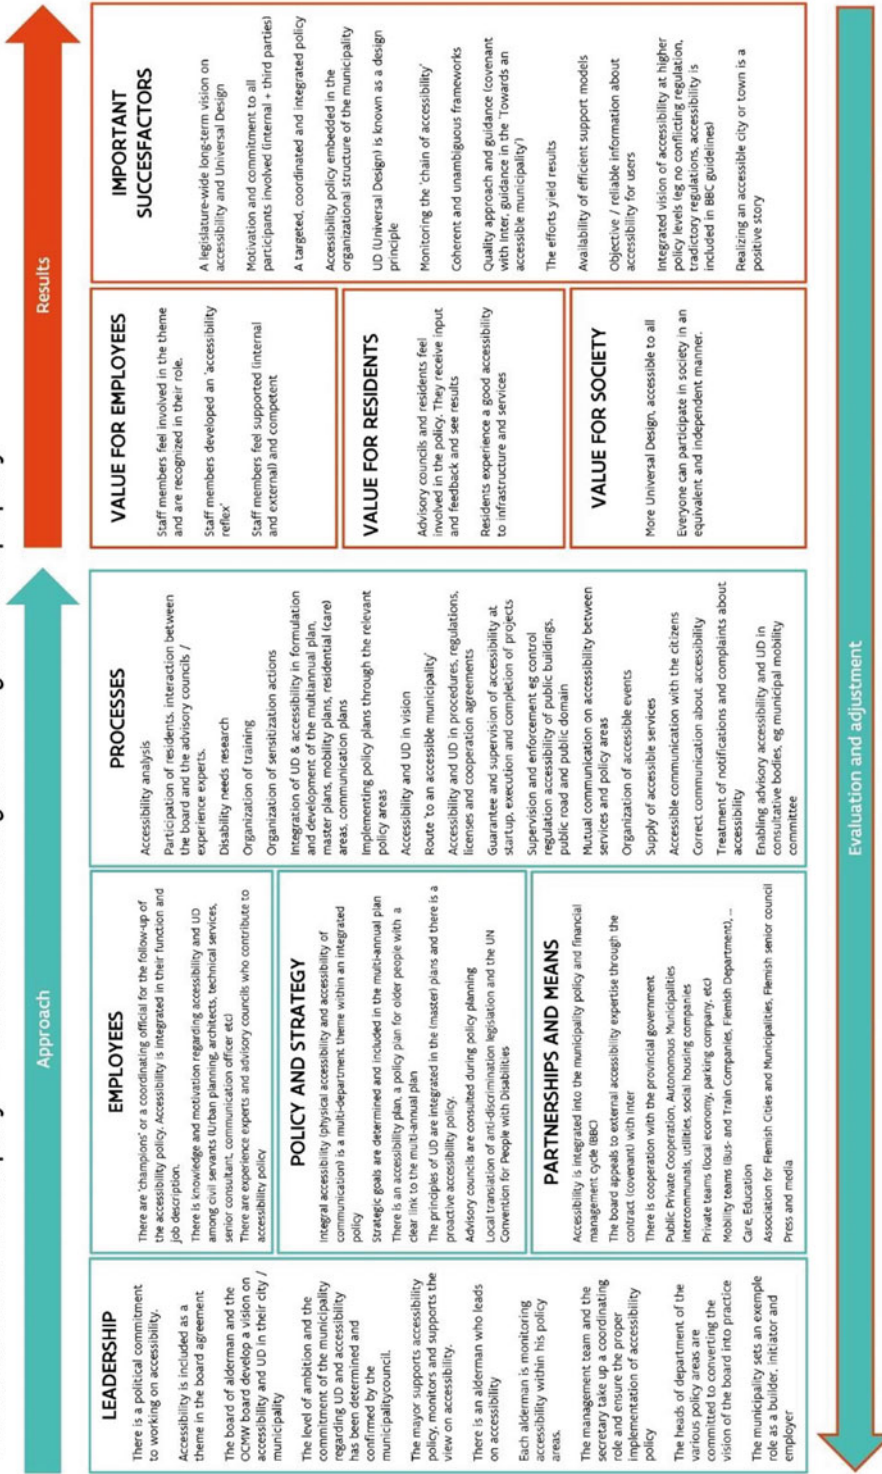 Approach
Results
LEADERSHIP
There is a political commitment
to working on accessibility.
Accessibility is included as a
theme in the board agreement
The board of alderman and the
OCMW board develop a vision on
accessibility and UD in their city /
municipality
The level of ambition and the
commitment of the municipality
regarding UD and accessibility
has been determined and
confirmed by the
municipalitycouncil.
The mayor supports accessibility
policy, monitors and supports the
view on accessibility.
There is an alderman who leads
on accessibility
Each alderman is monitoring
accessibility within his policy
areas.
The management team and the
secretary take up a coordinating
role and ensure the proper
implementation of accessibility
policy
The heads of department of the
various policy areas are
committed to converting the
vision of the board into practice
The municipality sets an exemple
role as a builder, initiator and
employer
EMPLOYEES
There are 'champions' or a coordinating official for the follow-up of
the accessibility policy. Accessibility is integrated in their function and
job description.
There is knowledge and motivation regarding accessibility and UD
among civil servants (Urban planning, architects, technical services,
senior consultant, communication officer etc)
There are experience experts and advisory councils who contribute to
accessibility policy
POLICY AND STRATEGY
Integral accessibility (physical accessibility and accessibility of
communication) is a multi-department theme within an integrated
policy
Strategic goals are determined and included in the multi-annual plan
There is an accessibility plan, a policy plan for older people with a
clear link to the multi-annual plan
The principles of UD are integrated in the (master) plans and there is a
proactive accessibility policy.
Advisory councils are consulted during policy planning
Local translation of anti-discrimination legislation and the UN
Convention for People with Disabilities
PARTNERSHIPS AND MEANS
Accessibility is integrated into the municipality policy and financial
management cycle (BBC)
The board appeals to external accessibility expertise through the
contract (covenant) with Inter
There is cooperation with the provincial government
Public Private Cooperation, Autonomous Municipalities
Intercommunals, utilities, social housing companies
Private teams (local economy, parking company, etc)
Mobility teams (Bus- and Train Companies, Flemish Department), ...
Care, Education
Association for Flemish Cities and Municipalities, Flemish senior council
Press and media
PROCESSES
Accessibility analysis
Participation of residents, interaction between
the board and the advisory councils /
experience experts.
Disability needs research
Organization of training
Organization of sensitization actions
Integration of UD & accessibility in formulation
and development of the multiannual plan,
master plans, mobility plans, residential (care)
areas, communication plans
Implementing policy plans through the relevant
policy areas
Accessibility and UD in vision
Route 'to an accessible municipality'
Accessibility and UD in procedures, regulations,
licenses and cooperation agreements
Guarantee and supervision of accessibility at
startup, execution and completion of projects
Supervision and enforcement eg control
regulation accessibility of public buildings,
public road and public domain
Mutual communication on accessibility between
services and policy areas
Organization of accessible events
Supply of accessible services
Accessible communication with the citizens
Correct communication about accessibility
Treatment of notifications and complaints about
accessibility
Enabling advisory accessibility and UD in
consultative bodies, eg municipal mobility
committee
VALUE FOR EMPLOYEES
Staff members feel involved in the theme
and are recognized in their role.
Staff members developed an 'accessibility
reflex'
Staff members feel supported (internal
and external) and competent
VALUE FOR RESIDENTS
Advisory councils and residents feel
involved in the policy. They receive input
and feedback and see results
Residents experience a good accessibility
to infrastructure and services
VALUE FOR SOCIETY
More Universal Design, accessible to all
Everyone can participate in society in an
equivalent and independent manner.
IMPORTANT
SUCCESFACTORS
A legislature-wide long-term vision on
accessibility and Universal Design
Motivation and commitment to all
participants involved (internal + third parties)
A targeted, coordinated and integrated policy
Accessibility policy embedded in the
organizational structure of the municipality
UD (Universal Design) is known as a design
principle
Monitoring the 'chain of accessibility'
Coherent and unambiguous frameworks
Quality approach and guidance (covenant
with Inter, guidance in the 'Towards an
accessible municipality')
The efforts yield results
Availability of efficient support models
Objective / reliable information about
accessibility for users
Integrated vision of accessibility at higher
policy levels (eg no conflicting regulation,
tradictory regulations, accessibility is
included in BBC guidelines)
Realizing an accessible city or town is a
positive story
Evaluation and adjustment